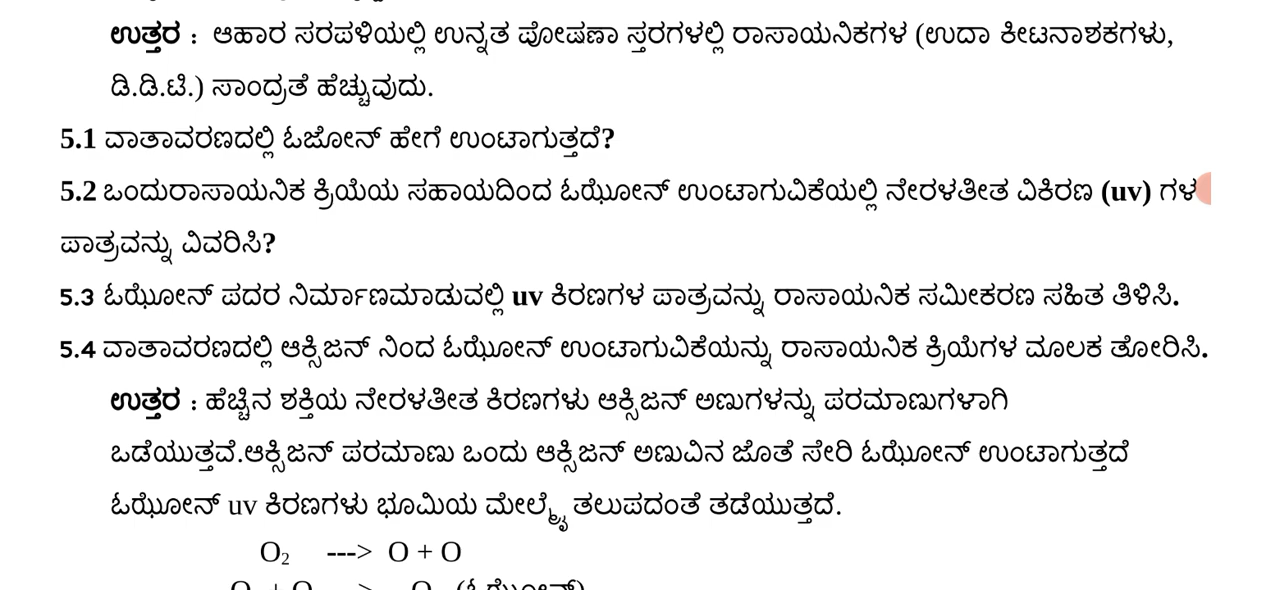 ಉತ್ತರ : ಆಹಾರ ಸರಪಳಿಯಲ್ಲಿ ಉನ್ನತ ಪೋಷಣಾ ಸ್ತರಗಳಲ್ಲಿ ರಾಸಾಯನಿಕಗಳ (ಉದಾ ಕೀಟನಾಶಕಗಳು,
ಡಿ.ಡಿ.ಟಿ.) ಸಾಂದ್ರತೆ ಹೆಚ್ಚುವುದು.
5.1 ವಾತಾವರಣದಲ್ಲಿ ಓಜೋನ್ ಹೇಗೆ ಉಂಟಾಗುತ್ತದೆ?
5.2 ಒಂದುರಾಸಾಯನಿಕ ಕ್ರಿಯೆಯ ಸಹಾಯದಿಂದ ಓಝೋನ್ ಉಂಟಾಗುವಿಕೆಯಲ್ಲಿ ನೇರಳತೀತ ವಿಕಿರಣ (uv) ಗಳ
ಪಾತ್ರವನ್ನು ವಿವರಿಸಿ?
5.3 ಓಝೋನ್ ಪದರ ನಿರ್ಮಾಣಮಾಡುವಲ್ಲಿ uv ಕಿರಣಗಳ ಪಾತ್ರವನ್ನು ರಾಸಾಯನಿಕ ಸಮೀಕರಣ ಸಹಿತ ತಿಳಿಸಿ.
5.4 ವಾತಾವರಣದಲ್ಲಿ ಆಕ್ಸಿಜನ್ ನಿಂದ ಓಝೋನ್ ಉಂಟಾಗುವಿಕೆಯನ್ನು ರಾಸಾಯನಿಕ ಕ್ರಿಯೆಗಳ ಮೂಲಕ ತೋರಿಸಿ.
ಉತ್ತರ : ಹೆಚ್ಚಿನ ಶಕ್ತಿಯ ನೇರಳತೀತ ಕಿರಣಗಳು ಆಕ್ಸಿಜನ್ ಅಣುಗಳನ್ನು ಪರಮಾಣುಗಳಾಗಿ
ಒಡೆಯುತ್ತವೆ.ಆಕ್ಸಿಜನ್ ಪರಮಾಣು ಒಂದು ಆಕ್ಸಿಜನ್ ಅಣುವಿನ ಜೊತೆ ಸೇರಿ ಓಝೋನ್ ಉಂಟಾಗುತ್ತದೆ
ಓಝೋನ್ uv ಕಿರಣಗಳು ಭೂಮಿಯ ಮೇಲ್ಮೈ ತಲುಪದಂತೆ ತಡೆಯುತ್ತದೆ.
O₂ ---> O + O